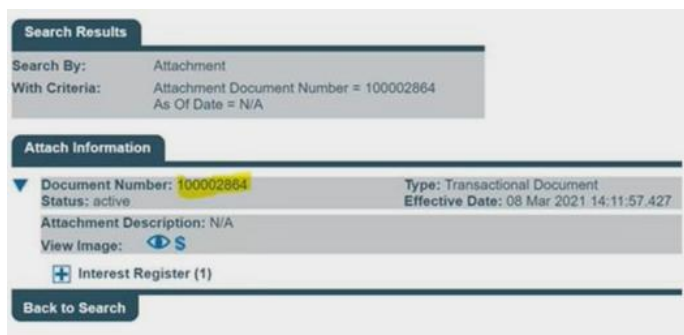 Search Results
Search By: Attachment
With Criteria: Attachment Document Number = 100002864
As Of Date = N/A
Attach Information
Document Number: 100002864 Type: Transactional Document
Status: active Effective Date: 08 Mar 2021 14:11:57.427
Attachment Description: N/A
View Image: $
Interest Register (1)
Back to Search